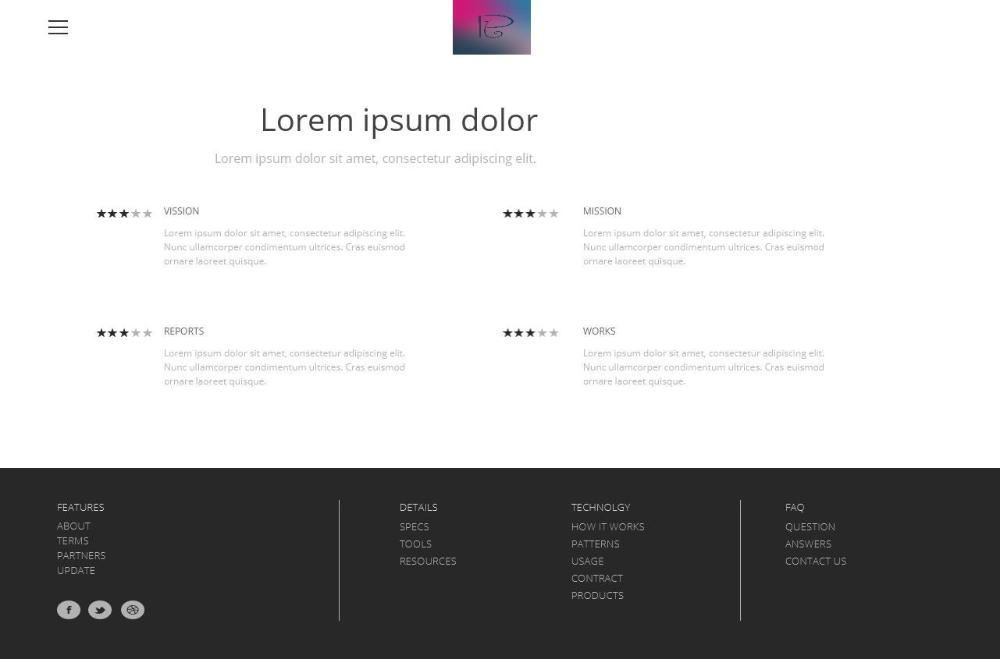 Lorem ipsum dolor
Lorem ipsum dolor sit amet, consectetur adipiscing elit.
VISSION
Lorem ipsum dolor sit amet, consectetur adipiscing elit.
Nunc ullamcorper condimentum ultrices. Cras euismod
ornare laoreet quisque.
MISSION
Lorem ipsum dolor sit amet, consectetur adipiscing elit.
Nunc ullamcorper condimentum ultrices. Cras euismod
ornare laoreet quisque.
REPORTS
Lorem ipsum dolor sit amet, consectetur adipiscing elit.
Nunc ullamcorper condimentum ultrices. Cras euismod
ornare laoreet quisque.
WORKS
Lorem ipsum dolor sit amet, consectetur adipiscing elit.
Nunc ullamcorper condimentum ultrices. Cras euismod
ornare laoreet quisque.
FEATURES
ABOUT
TERMS
PARTNERS
UPDATE
DETAILS
SPECS
TOOLS
RESOURCES
TECHNOLGY
HOW IT WORKS
PATTERNS
USAGE
CONTRACT
PRODUCTS
FAQ
QUESTION
ANSWERS
CONTACT US